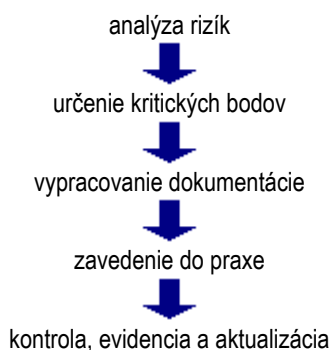 analýza rizík
určenie kritických bodov
vypracovanie dokumentácie
zavedenie do praxe
kontrola, evidencia a aktualizácia